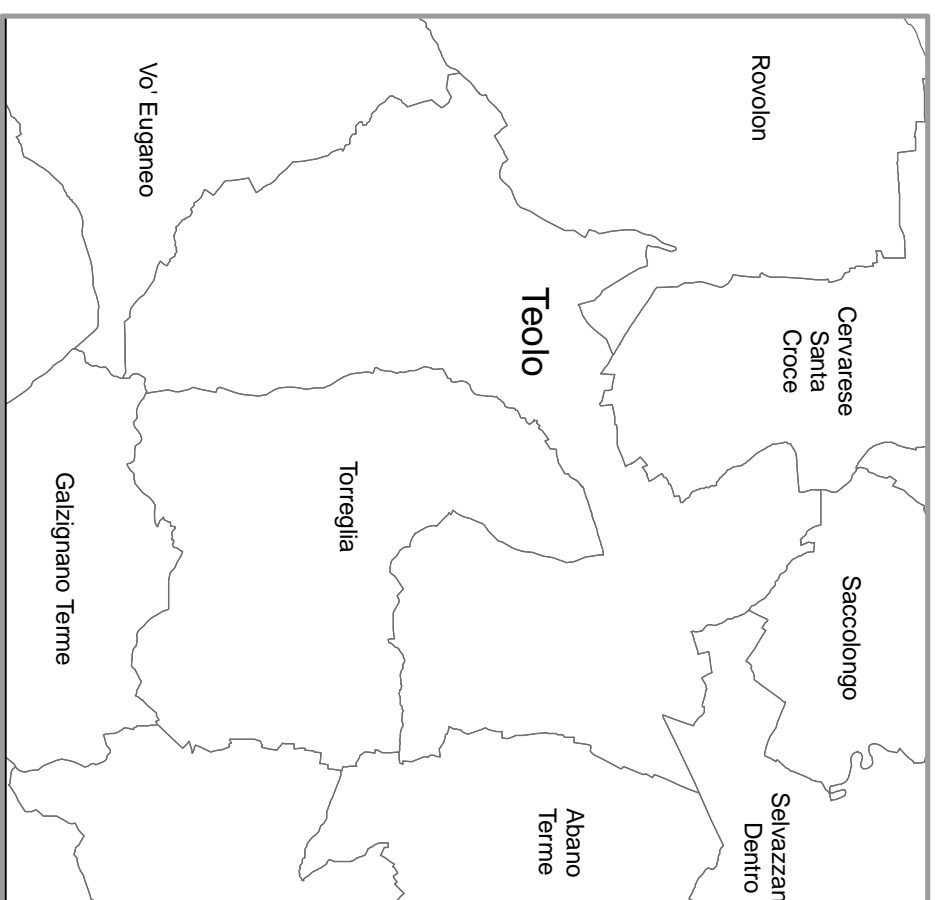 Rovolon
Vo' Euganeo
Cervarese
Santa
Croce
Teolo
Torreglia
Galzignano Terme
Saccolongo
Selvazzan
Dentro
Abano
Terme